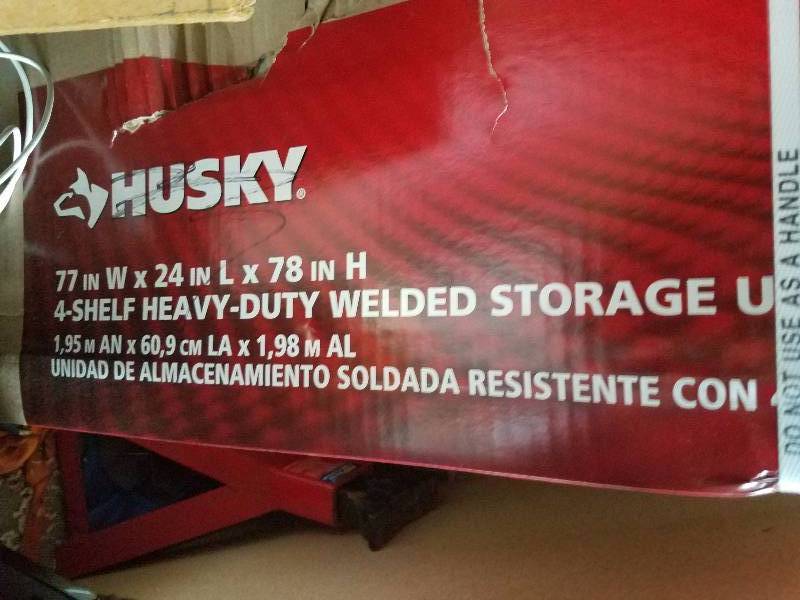 HUSKY®
77 IN W x 24 IN L x 78 IN H
4-SHELF HEAVY-DUTY WELDED STORAGE U
1,95 M AN x 60,9 CM LA x 1,98 M AL
UNIDAD DE ALMACENAMIENTO SOLDADA RESISTENTE CON
DO NOT USE AS A HANDLE